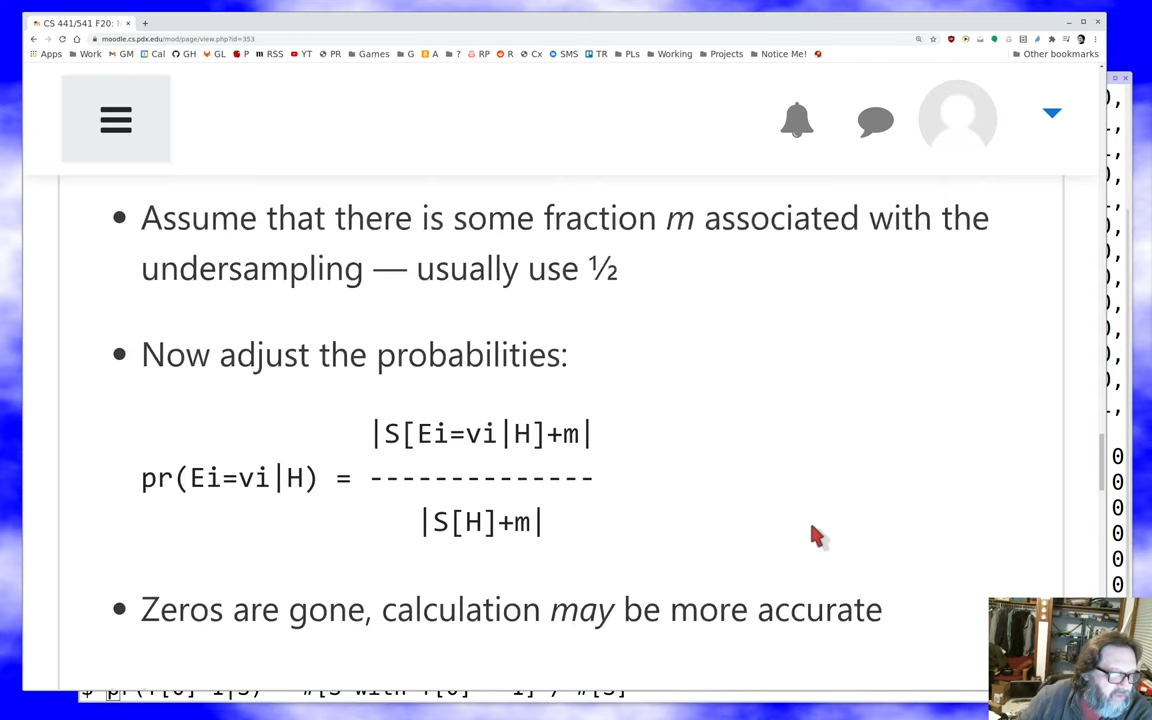 CS 441/541 F20: N
moodle.cs.pdx.edu/mod/page/view.php?id=353
Apps Work GM Cal GH GL P RSS YT PR Games G A ? RP R Cx SMS TR PLs Working Projects Notice Me! Other bookmarks
• Assume that there is some fraction m associated with the
undersampling — usually use ½
• Now adjust the probabilities:
|S[Ei=vi|H]+m|
pr(Ei=vi|H) = --------------
|S[H]+m|
• Zeros are gone, calculation may be more accurate